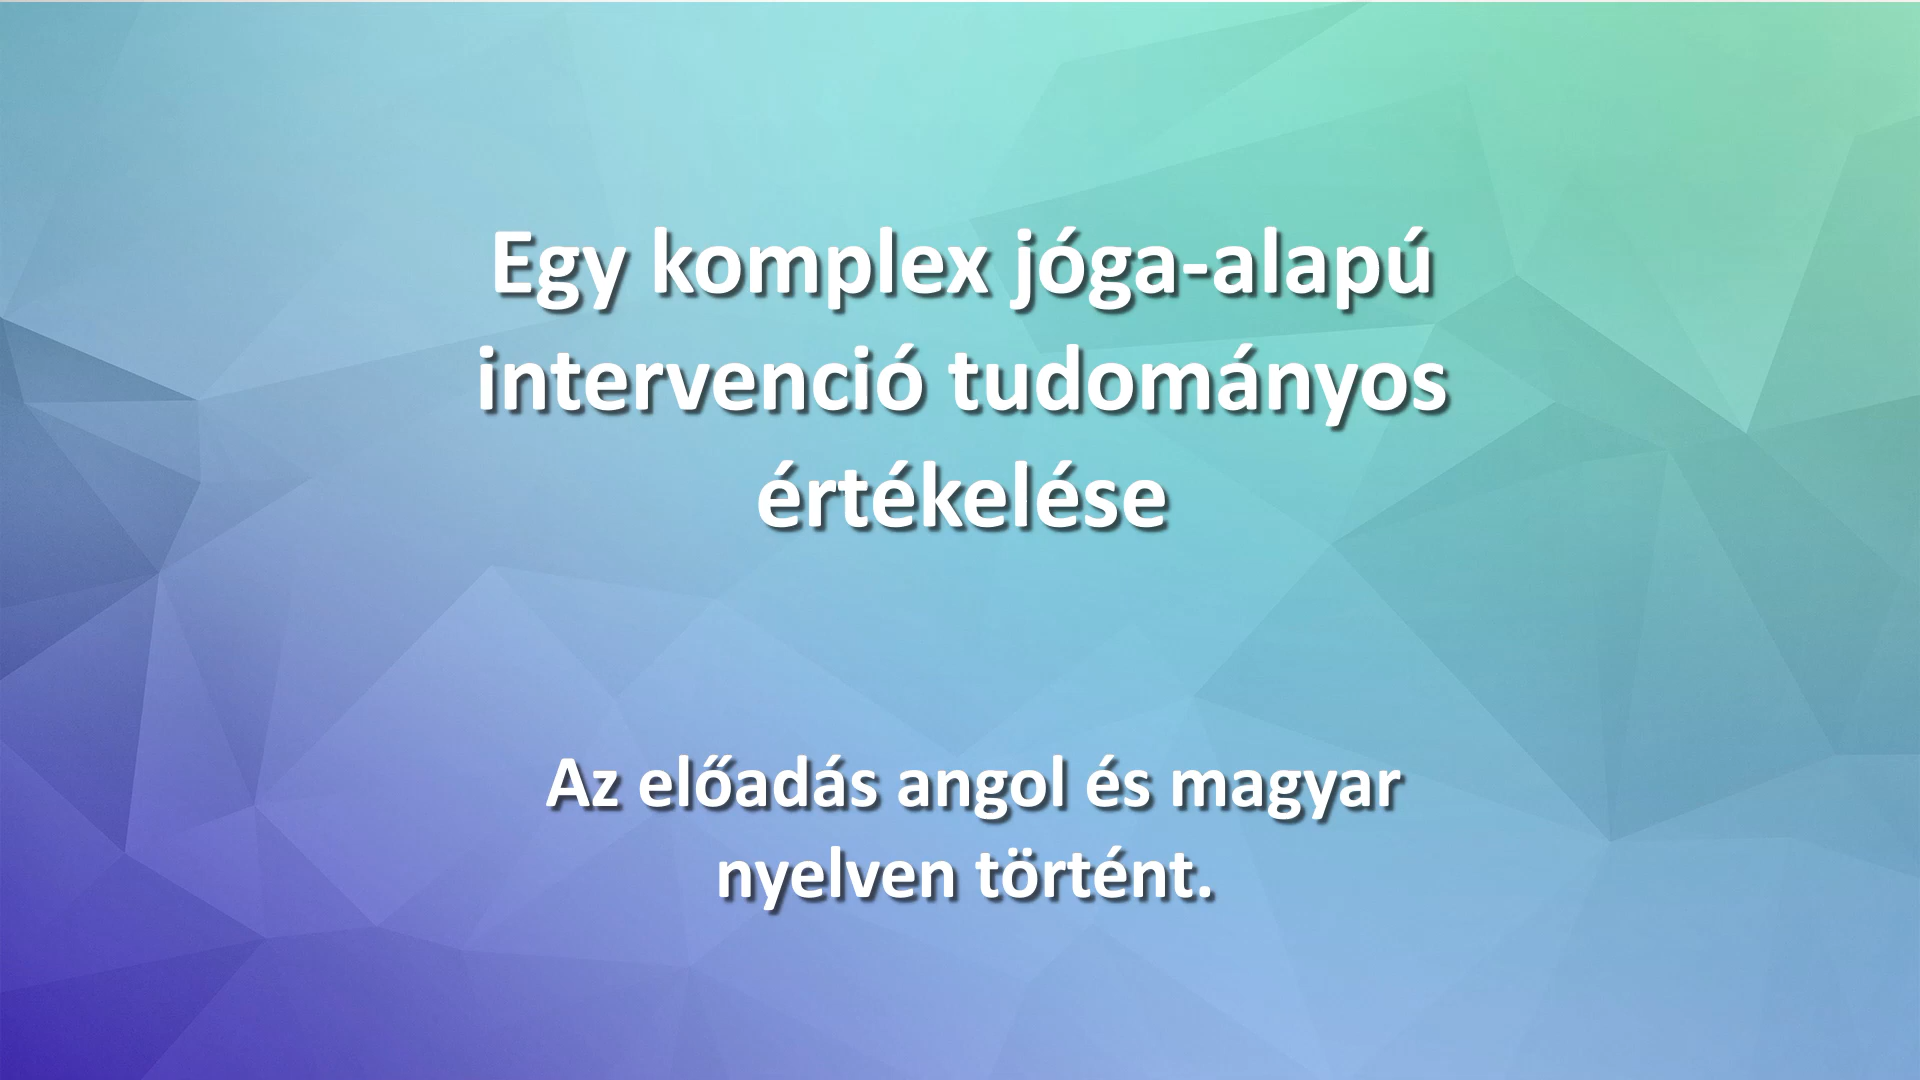 Egy komplex jóga-alapú
intervenció tudományos
értékelése
Az előadás angol és magyar
nyelven történt.